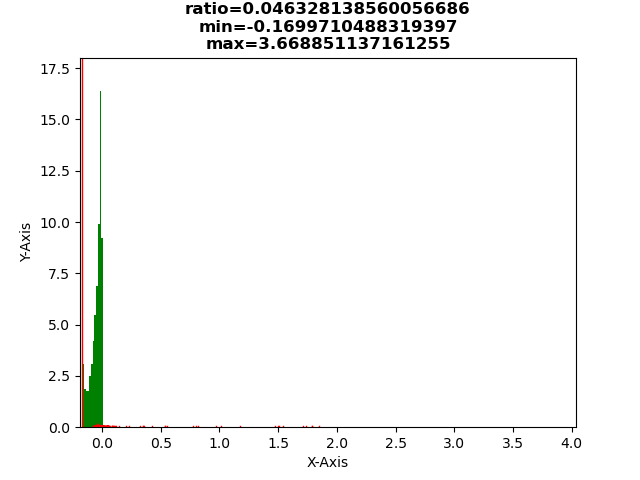 ratio=0.046328138560056686
min=-0.1699710488319397
max=3.668851137161255
17.5
15.0
12.5
10.0
7.5
5.0
2.5
0.0
Y-Axis
0.0 0.5 1.0 1.5 2.0 2.5 3.0 3.5 4.0
X-Axis